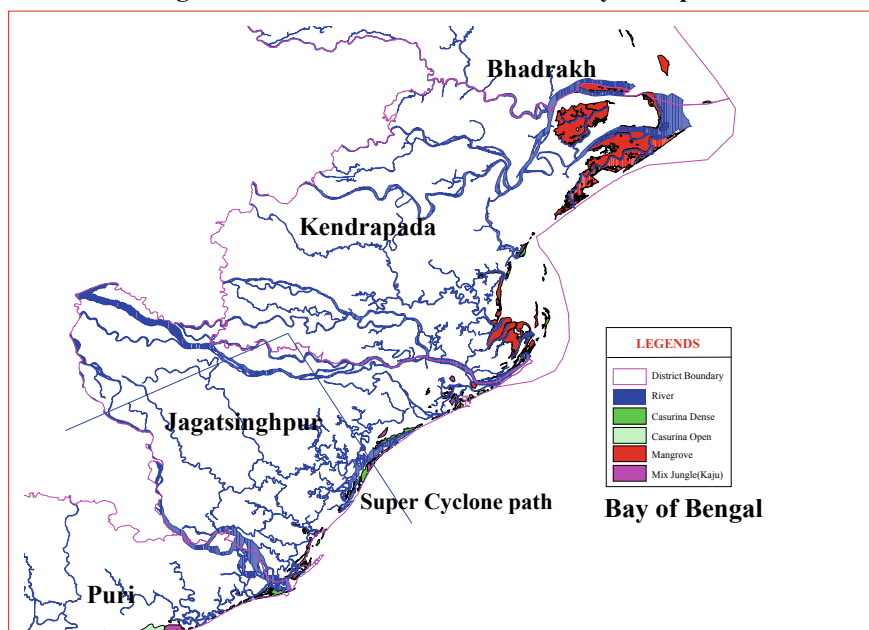 Bhadrakh
Kendrapada
Jagatsinghpur
Super Cyclone path
Puri
Bay of Bengal
LEGENDS
District Boundary
River
Casurina Dense
Casurina Open
Mangrove
Mix Jungle(Kaju)